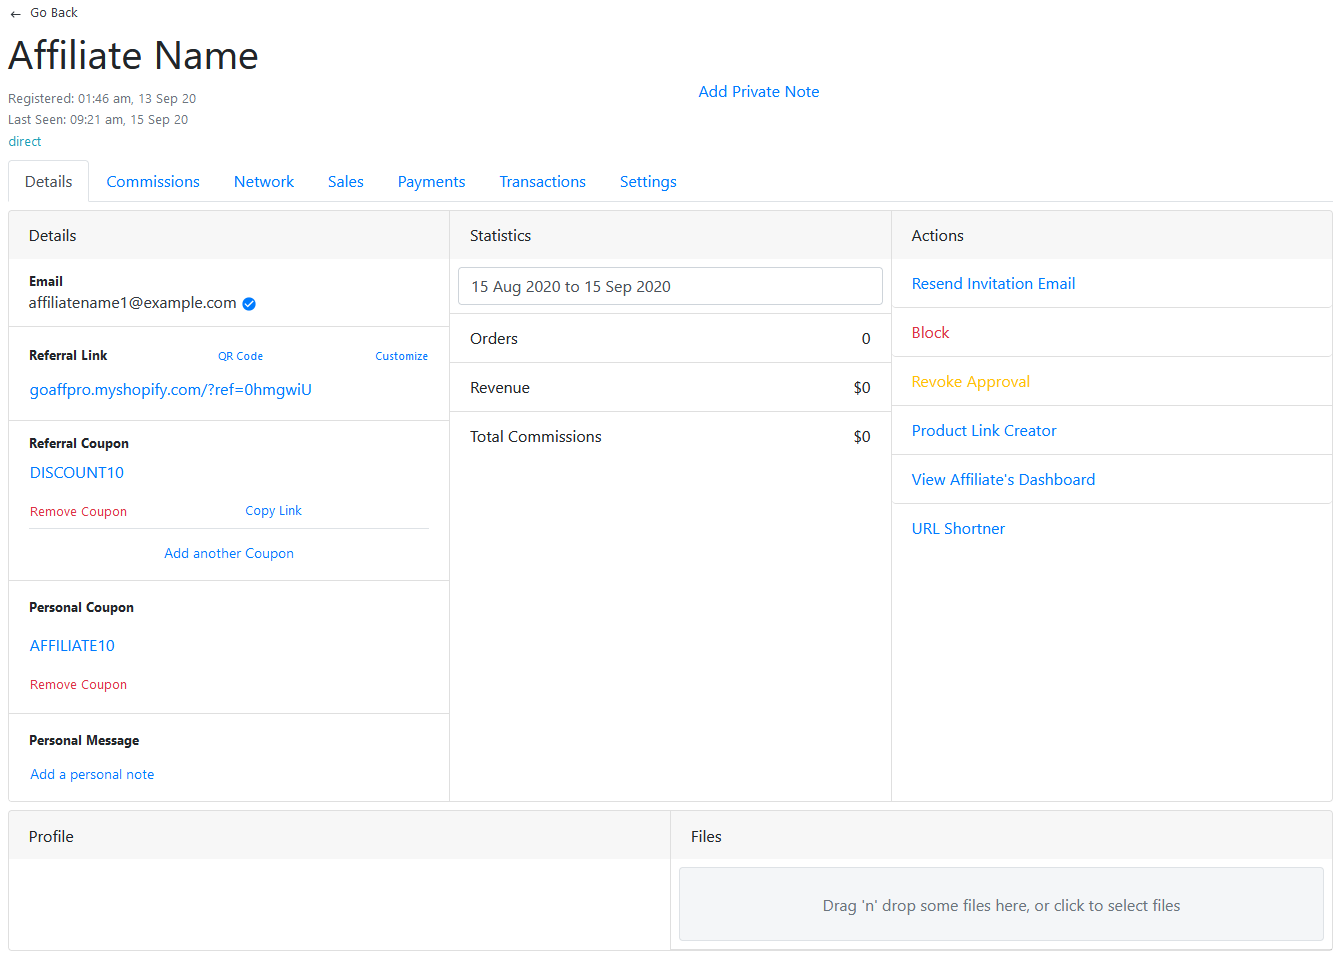 ← Go Back
Affiliate Name
Registered: 01:46 am, 13 Sep 20
Last Seen: 09:21 am, 15 Sep 20
direct
Add Private Note
Details Commissions Network Sales Payments Transactions Settings
Details
Email
affiliatename1@example.com
Referral Link QR Code Customize
goaffpro.myshopify.com/?ref=0hmgwiU
Referral Coupon
DISCOUNT10
Remove Coupon Copy Link
Add another Coupon
Personal Coupon
AFFILIATE10
Remove Coupon
Personal Message
Add a personal note
Statistics
15 Aug 2020 to 15 Sep 2020
Orders 0
Revenue $0
Total Commissions $0
Actions
Resend Invitation Email
Block
Revoke Approval
Product Link Creator
View Affiliate's Dashboard
URL Shortner
Profile
Files
Drag 'n' drop some files here, or click to select files